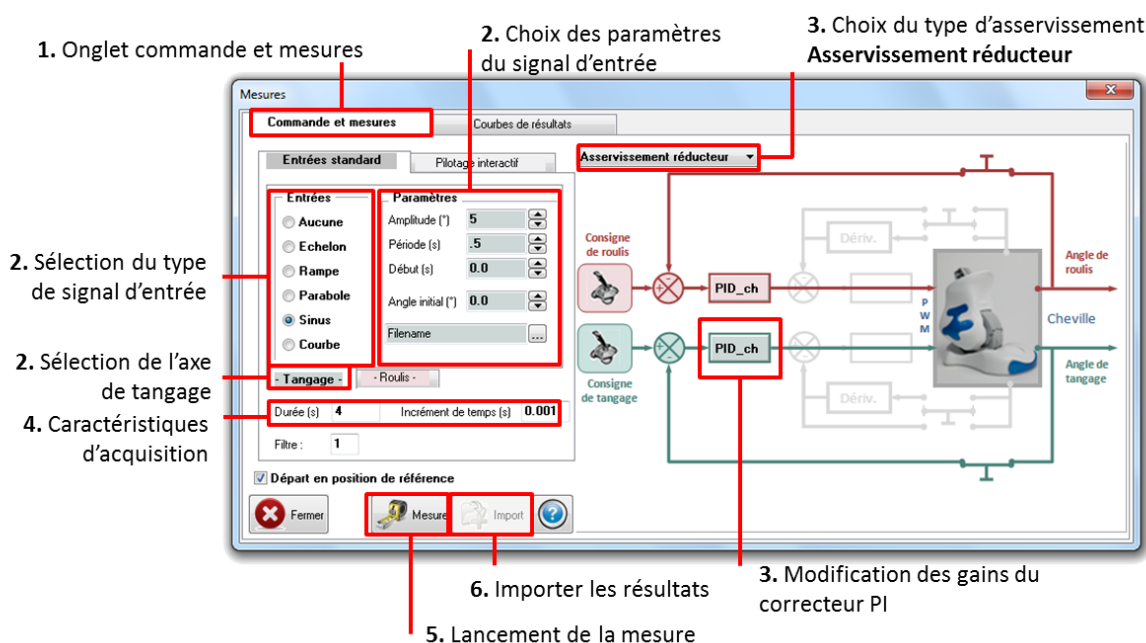 1. Onglet commande et mesures
2. Choix des paramètres
du signal d'entrée
3. Choix du type d'asservissement
Asservissement réducteur
Mesures
Commande et mesures
Courbes de résultats
Entrées standard
Pilotage interactif
Asservissement réducteur
Entrées
Aucune
Echelon
Rampe
Parabole
Sinus
Courbe
Paramètres
Amplitude (°) 5
Période (s) .5
Début (s) 0.0
Angle initial (°) 0.0
Filename ...
2. Sélection du type
de signal d'entrée
2. Sélection de l'axe
de tangage
- Tangage -
- Roulis -
4. Caractéristiques
d'acquisition
Durée (s) 4 Incrément de temps (s) 0.001
Filtre : 1
Départ en position de référence
Fermer
Mesure
Import
?
Consigne
de roulis
PID_ch
Dériv.
Angle de
roulis
P
W
M
Cheville
PID_ch
Consigne
de tangage
Dériv.
Angle de
tangage
6. Importer les résultats
3. Modification des gains du
correcteur PI
5. Lancement de la mesure